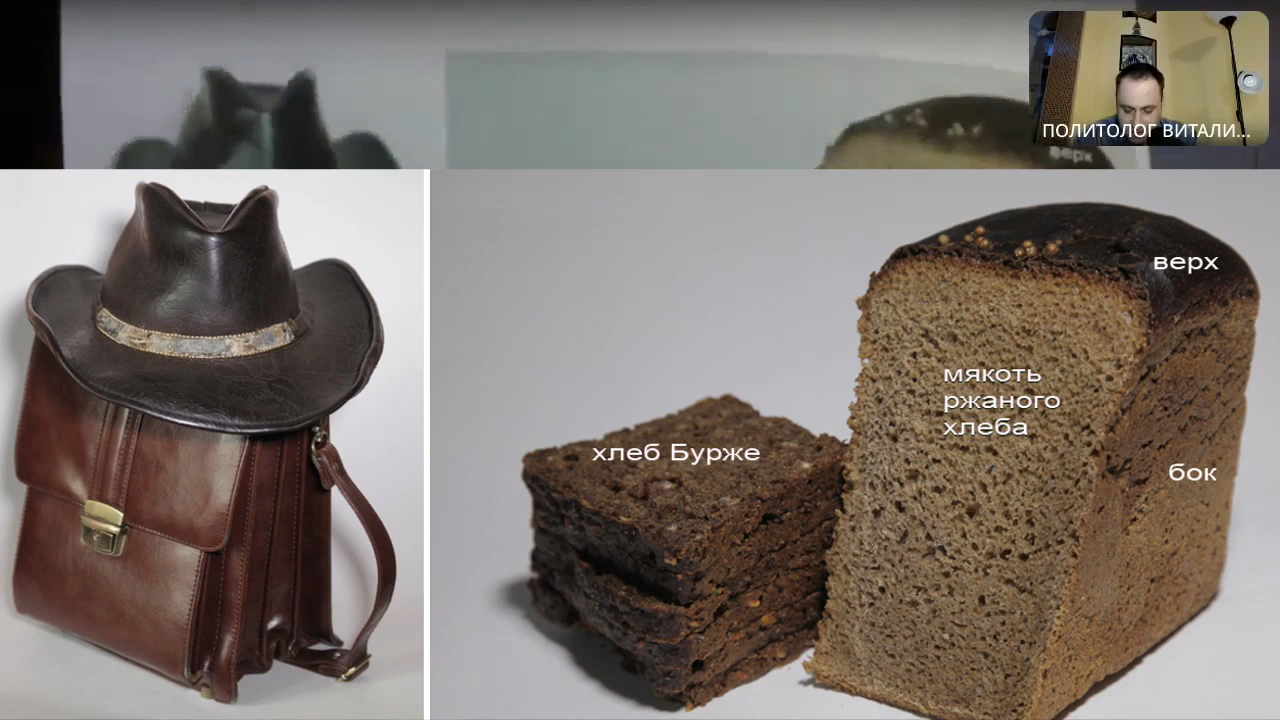 ПОЛИТОЛОГ ВИТАЛИ...
верх
верх
мякоть
ржаного
хлеба
хлеб Бурже
бок